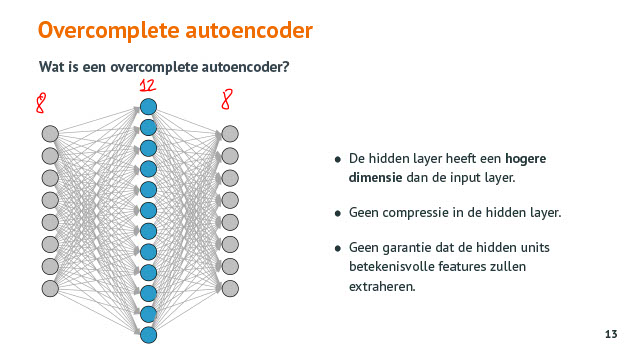 Overcomplete autoencoder
Wat is een overcomplete autoencoder?
8
12
8
● De hidden layer heeft een hogere
dimensie dan de input layer.
● Geen compressie in de hidden layer.
● Geen garantie dat de hidden units
betekenisvolle features zullen
extraheren.
13